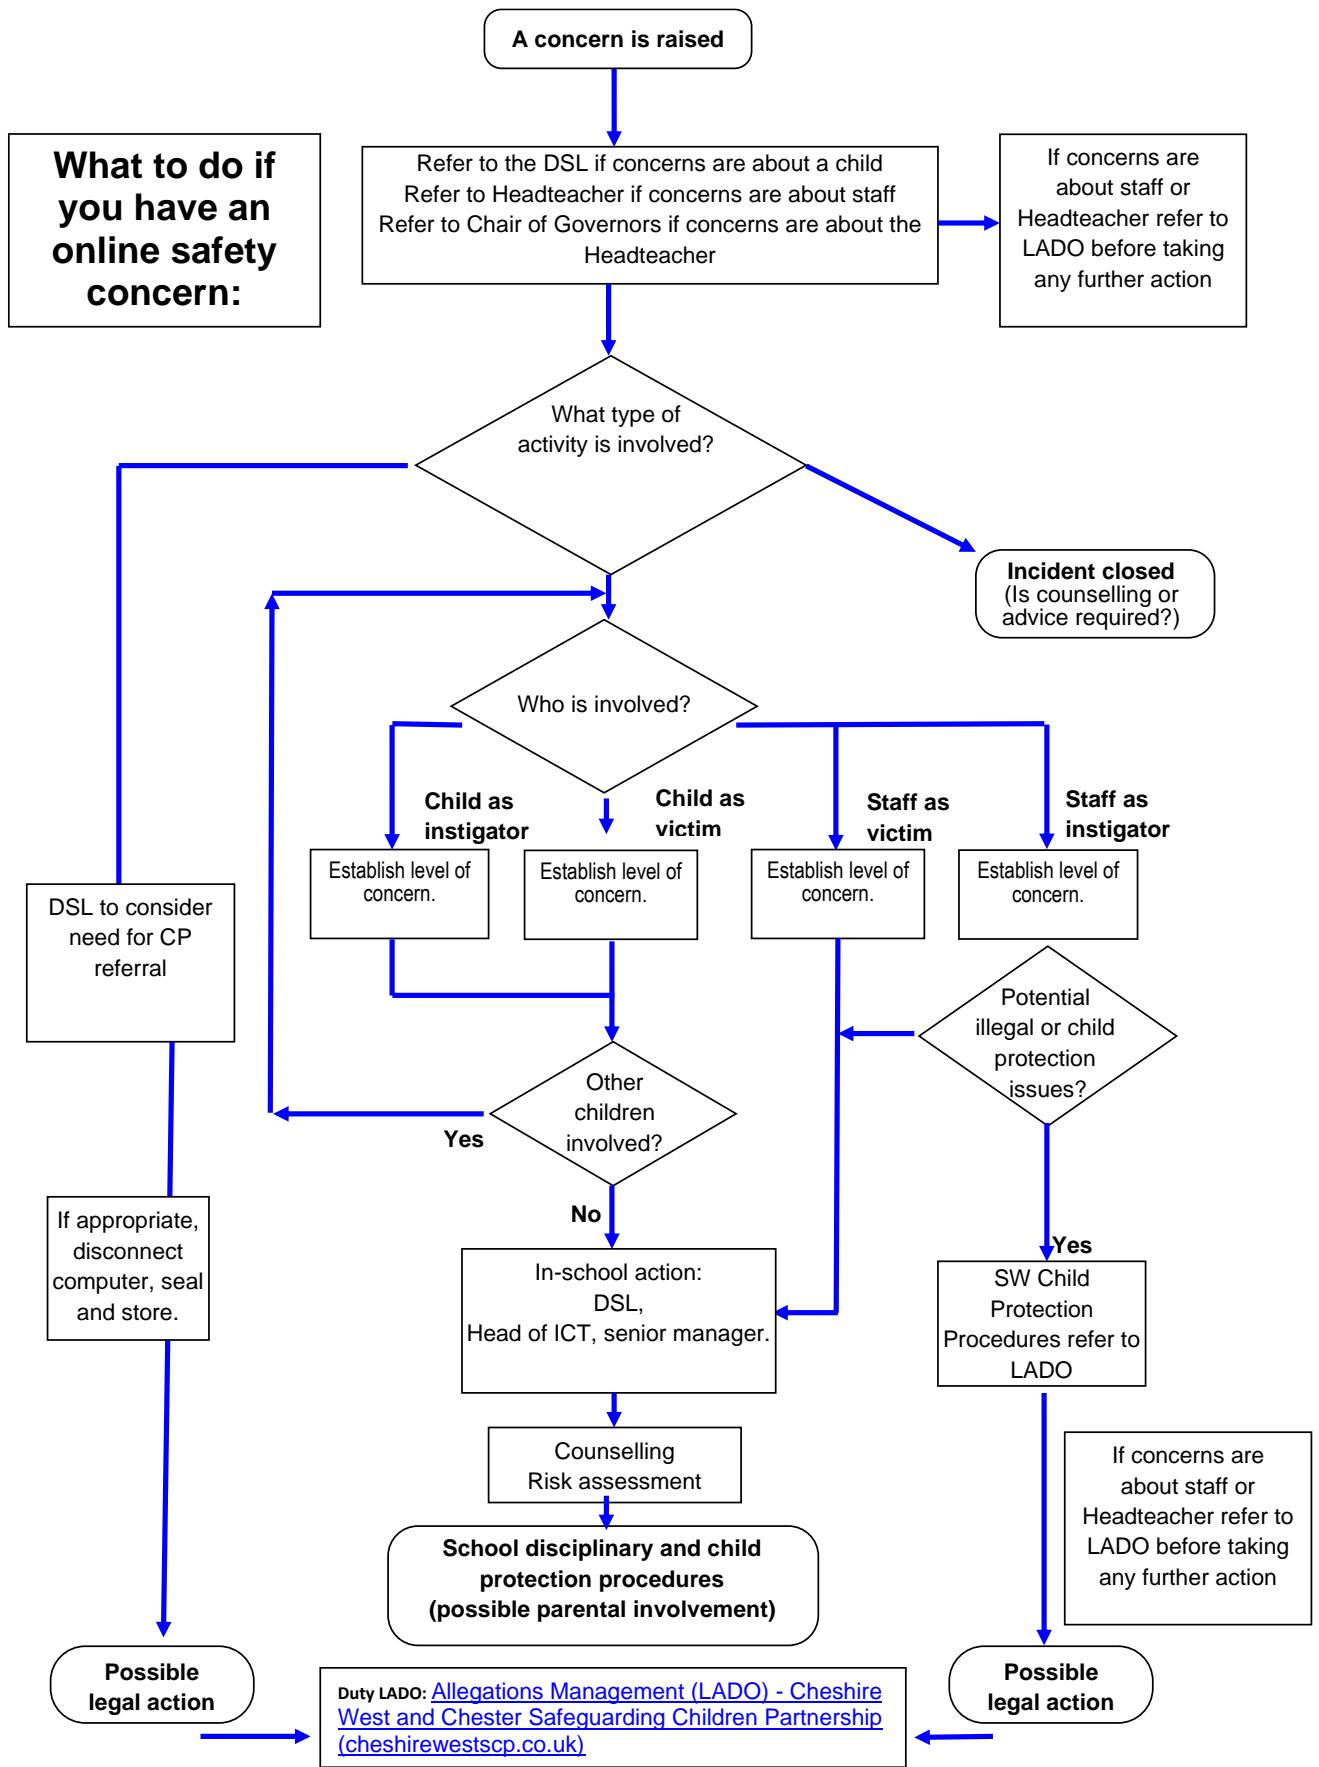 A concern is raised
What to do if
you have an
online safety
concern:
Refer to the DSL if concerns are about a child
Refer to Headteacher if concerns are about staff
Refer to Chair of Governors if concerns are about the
Headteacher
If concerns are
about staff or
Headteacher refer to
LADO before taking
any further action
What type of
activity is involved?
Incident closed
(Is counselling or
advice required?)
Who is involved?
Child as
instigator
Child as
victim
Staff as
victim
Staff as
instigator
Establish level of
concern.
Establish level of
concern.
Establish level of
concern.
Establish level of
concern.
DSL to consider
need for CP
referral
Potential
illegal or child
protection
issues?
Other
children
involved?
Yes
No
If appropriate,
disconnect
computer, seal
and store.
Yes
In-school action:
DSL,
Head of ICT, senior manager.
SW Child
Protection
Procedures refer to
LADO
Counselling
Risk assessment
If concerns are
about staff or
Headteacher refer to
LADO before taking
any further action
School disciplinary and child
protection procedures
(possible parental involvement)
Possible
legal action
Possible
legal action
Duty LADO: Allegations Management (LADO) - Cheshire
West and Chester Safeguarding Children Partnership
(cheshirewestscp.co.uk)